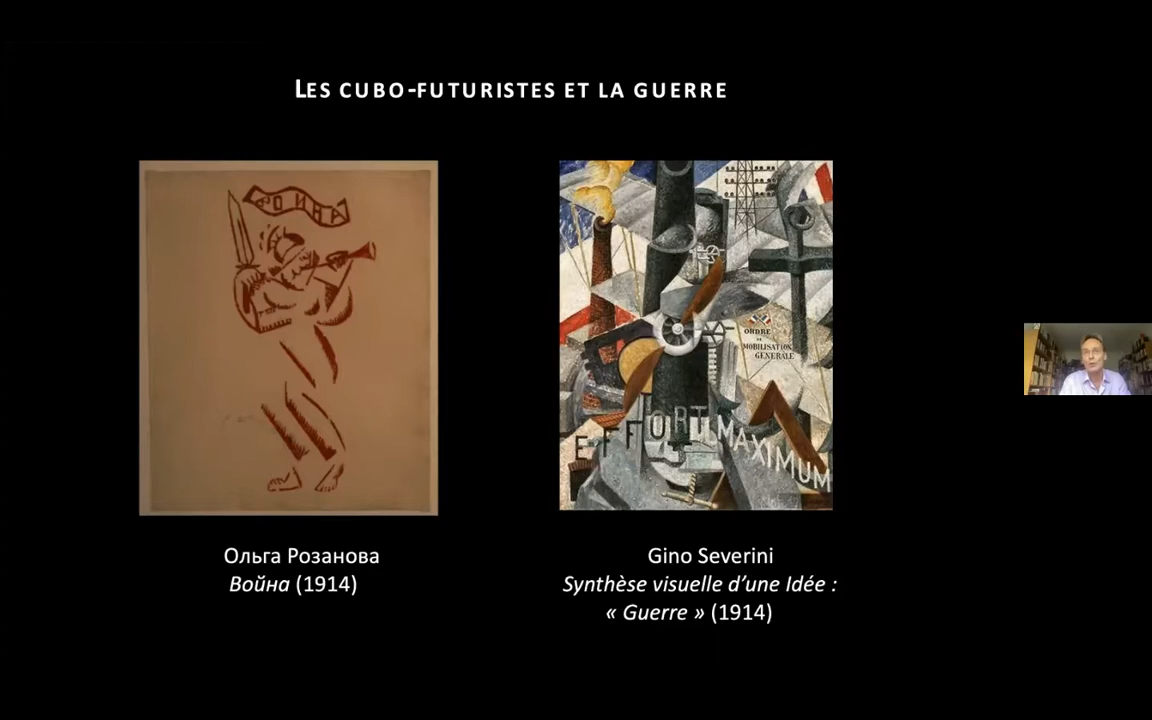 LES CUBO-FUTURISTES ET LA GUERRE
ВОИНА
ORDRE
DE
MOBILISATION
GENERALE
EFFORT MAXIMUM
Ольга Розанова
Война (1914)
Gino Severini
Synthèse visuelle d’une Idée :
« Guerre » (1914)